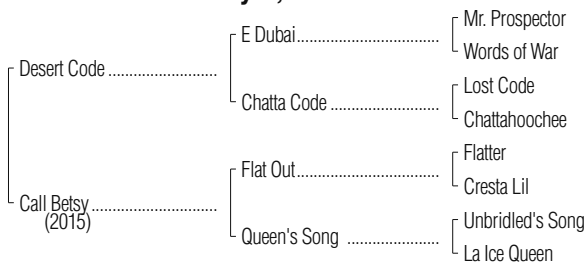 Mr. Prospector
E Dubai
Words of War
Desert Code
Lost Code
Chatta Code
Chattahoochee
Flatter
Flat Out
Cresta Lil
Call Betsy
(2015)
Unbridled's Song
Queen's Song
La Ice Queen